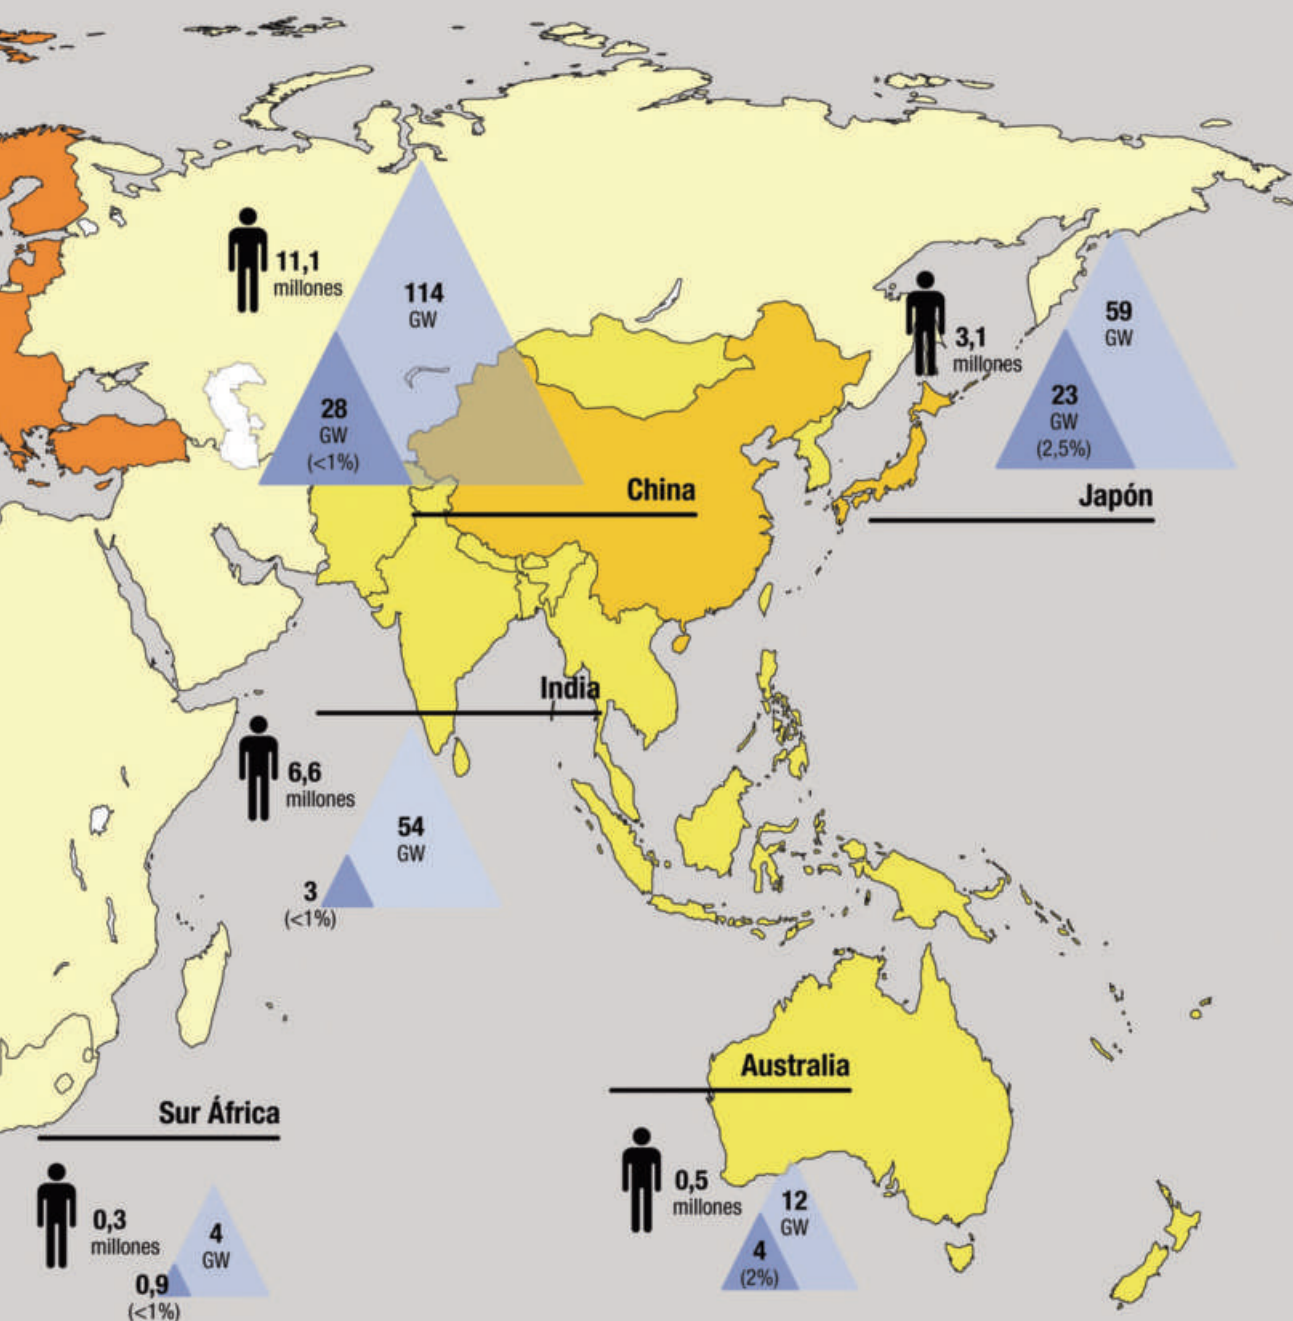 11,1
millones
114
GW
28
GW
(<1%)
China
3,1
millones
59
GW
23
GW
(2,5%)
Japón
India
6,6
millones
54
GW
3
(<1%)
Australia
0,5
millones
12
GW
4
(2%)
Sur África
0,3
millones
4
GW
0,9
(<1%)